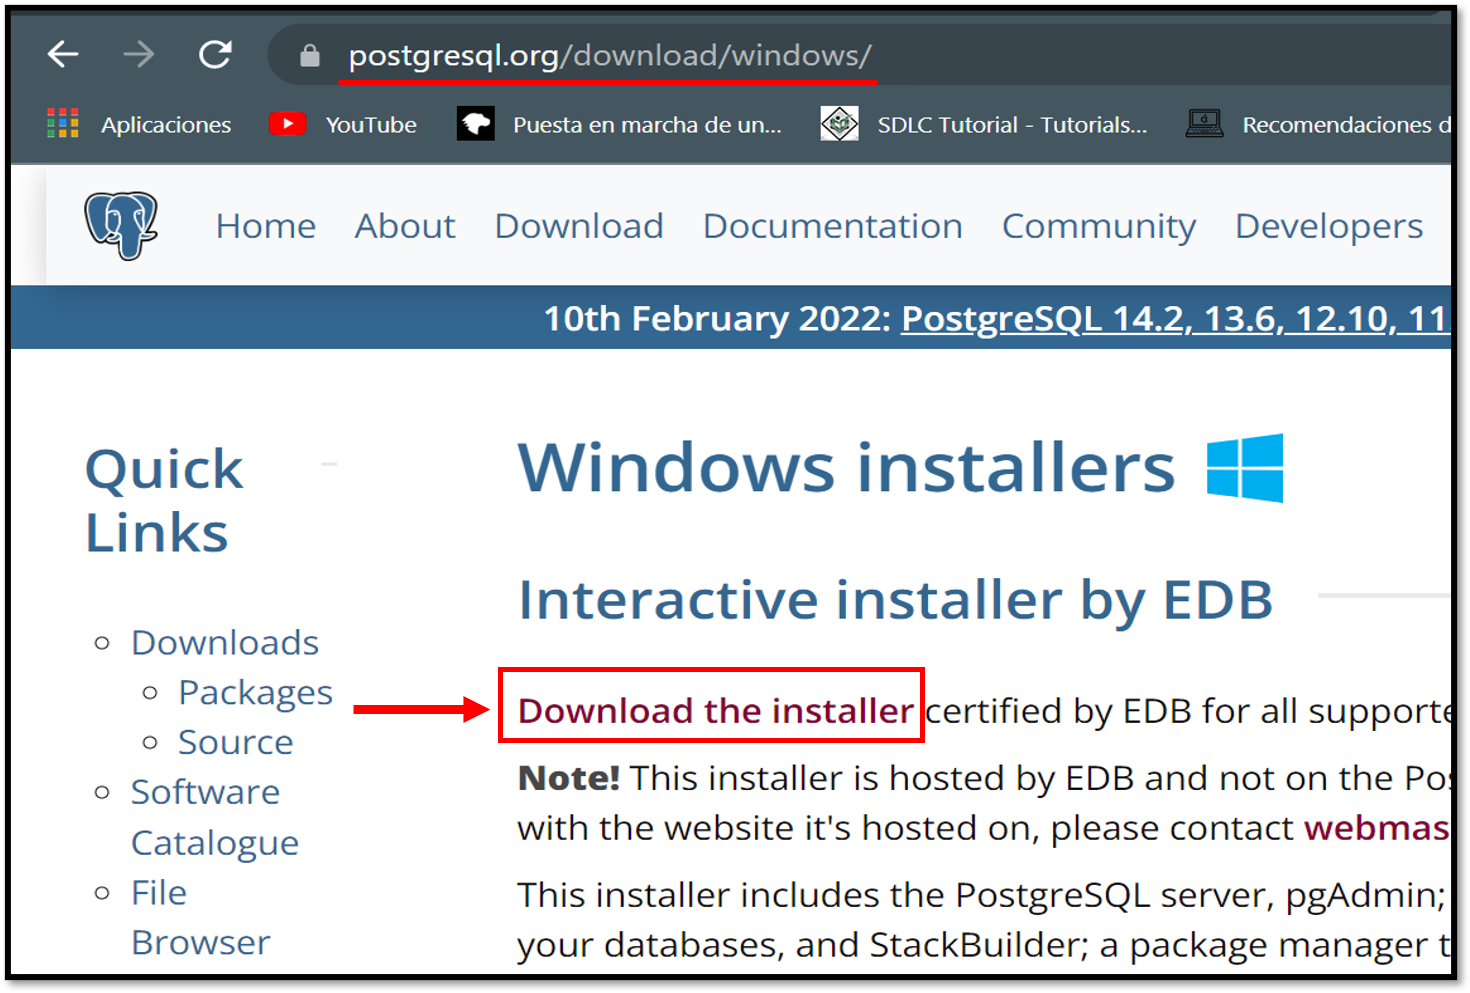 postgresql.org/download/windows/
Aplicaciones YouTube Puesta en marcha de un... SDLC Tutorial - Tutorials... Recomendaciones d
Home About Download Documentation Community Developers
10th February 2022: PostgreSQL 14.2, 13.6, 12.10, 11.
Quick
Links
Downloads
Packages
Source
Software
Catalogue
File
Browser
Windows installers
Interactive installer by EDB
Download the installer certified by EDB for all supporte
Note! This installer is hosted by EDB and not on the Pos
with the website it's hosted on, please contact webmas
This installer includes the PostgreSQL server, pgAdmin;
your databases, and StackBuilder; a package manager t